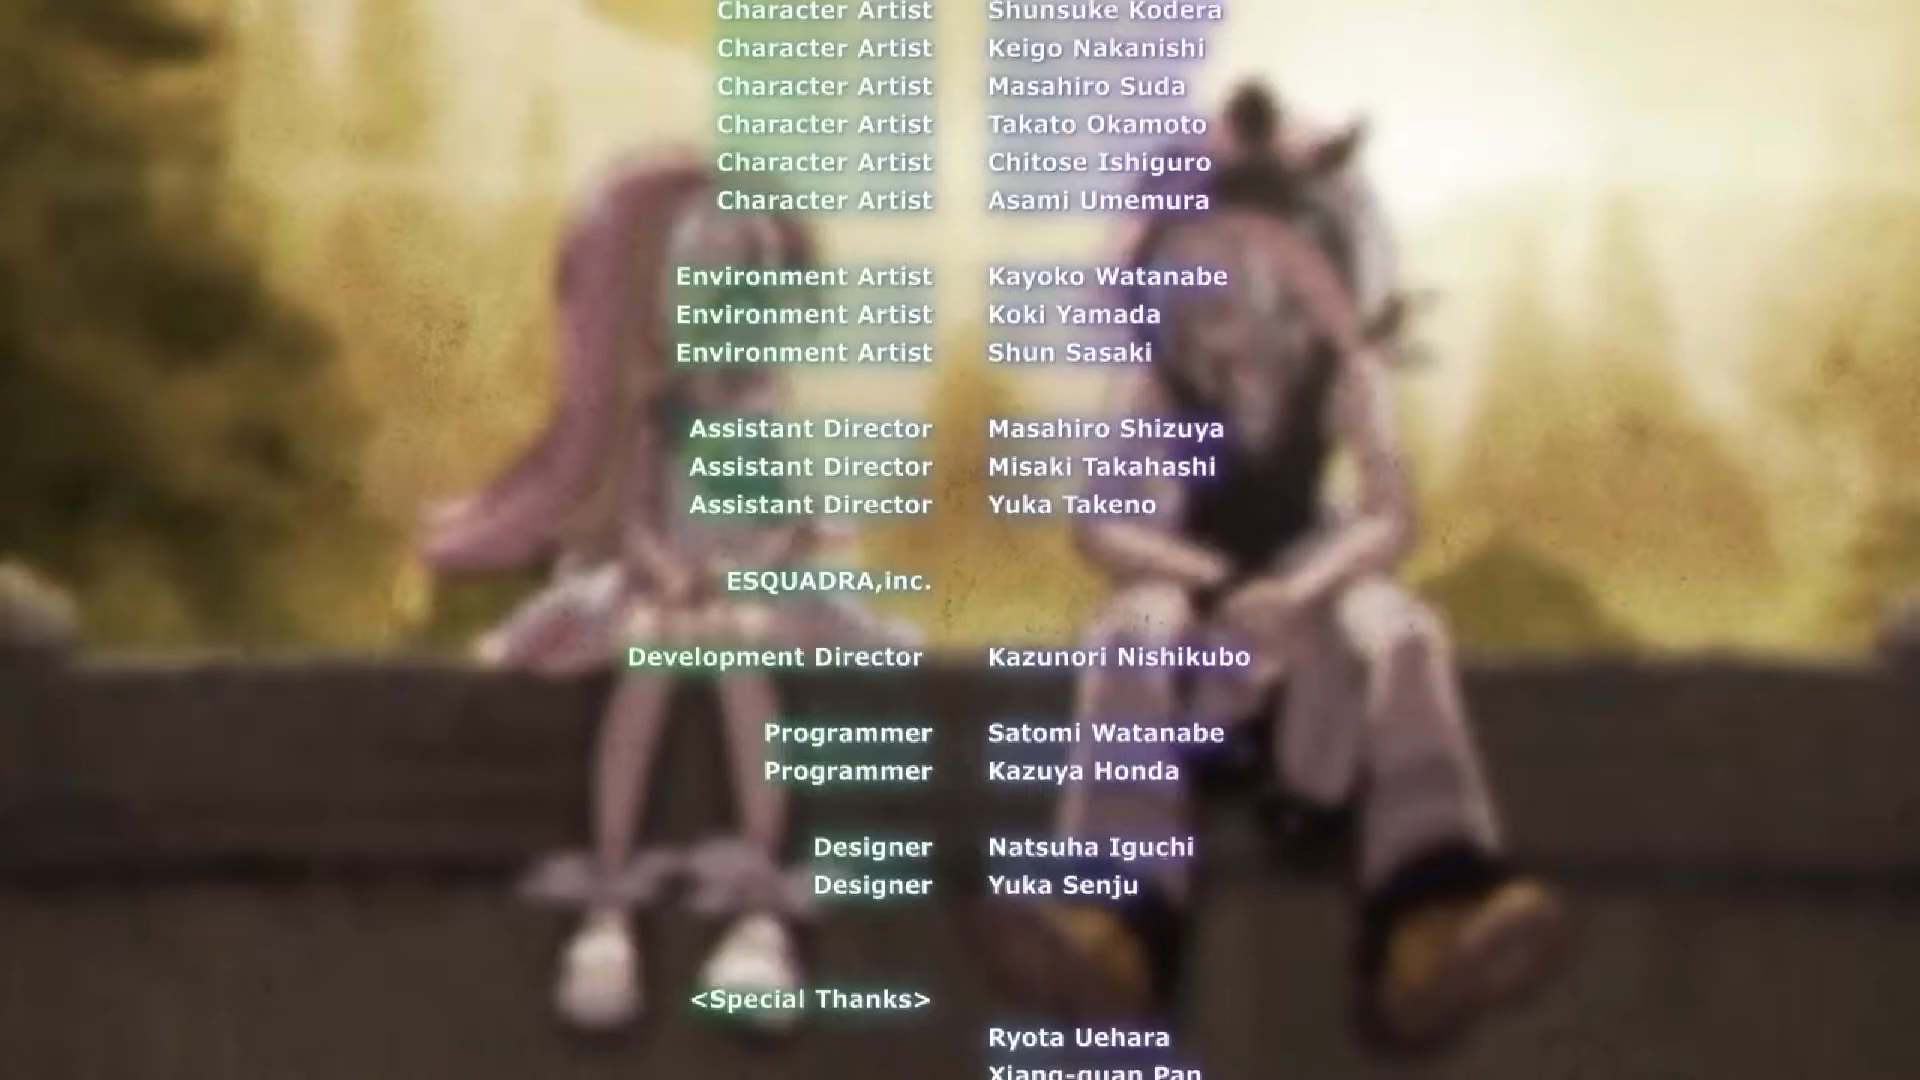 Character Artist Shunsuke Kodera
Character Artist Keigo Nakanishi
Character Artist Masahiro Suda
Character Artist Takato Okamoto
Character Artist Chitose Ishiguro
Character Artist Asami Umemura
Environment Artist Kayoko Watanabe
Environment Artist Koki Yamada
Environment Artist Shun Sasaki
Assistant Director Masahiro Shizuya
Assistant Director Misaki Takahashi
Assistant Director Yuka Takeno
ESQUADRA,inc.
Development Director Kazunori Nishikubo
Programmer Satomi Watanabe
Programmer Kazuya Honda
Designer Natsuha Iguchi
Designer Yuka Senju
<Special Thanks>
Ryota Uehara
Xiang-quan Pan